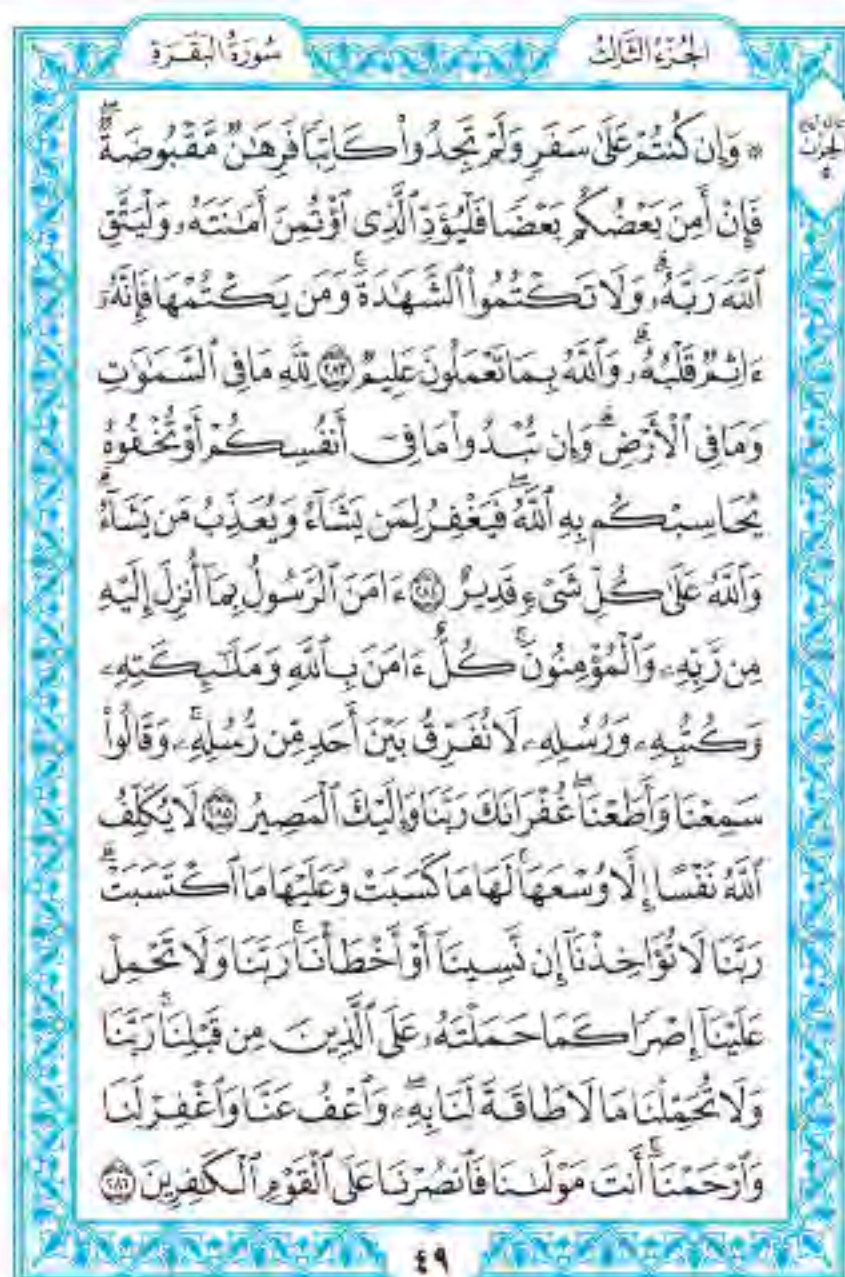 الجُزْءُ الثَّالِثُ
سُورَةُ البَقَرَةِ
۞ وَإِن كُنتُمْ عَلَىٰ سَفَرٍ وَلَمْ تَجِدُوا۟ كَاتِبًا فَرِهَٰنٌ مَّقْبُوضَةٌ ۖ
فَإِنْ أَمِنَ بَعْضُكُم بَعْضًا فَلْيُؤَدِّ ٱلَّذِى ٱؤْتُمِنَ أَمَٰنَتَهُۥ وَلْيَتَّقِ
ٱللَّهَ رَبَّهُۥ ۗ وَلَا تَكْتُمُوا۟ ٱلشَّهَٰدَةَ ۚ وَمَن يَكْتُمْهَا فَإِنَّهُۥٓ
ءَاثِمٌ قَلْبُهُۥ ۗ وَٱللَّهُ بِمَا تَعْمَلُونَ عَلِيمٌ ٢٨٣ لِّلَّهِ مَا فِى ٱلسَّمَٰوَٰتِ
وَمَا فِى ٱلْأَرْضِ ۗ وَإِن تُبْدُوا۟ مَا فِىٓ أَنفُسِكُمْ أَوْ تُخْفُوهُ
يُحَاسِبْكُم بِهِ ٱللَّهُ ۖ فَيَغْفِرُ لِمَن يَشَآءُ وَيُعَذِّبُ مَن يَشَآءُ ۗ
وَٱللَّهُ عَلَىٰ كُلِّ شَىْءٍ قَدِيرٌ ٢٨٤ ءَامَنَ ٱلرَّسُولُ بِمَآ أُنزِلَ إِلَيْهِ
مِن رَّبِّهِۦ وَٱلْمُؤْمِنُونَ ۚ كُلٌّ ءَامَنَ بِٱللَّهِ وَمَلَٰٓئِكَتِهِۦ
وَكُتُبِهِۦ وَرُسُلِهِۦ لَا نُفَرِّقُ بَيْنَ أَحَدٍ مِّن رُّسُلِهِۦ ۚ وَقَالُوا۟
سَمِعْنَا وَأَطَعْنَا ۖ غُفْرَانَكَ رَبَّنَا وَإِلَيْكَ ٱلْمَصِيرُ ٢٨٥ لَا يُكَلِّفُ
ٱللَّهُ نَفْسًا إِلَّا وُسْعَهَا ۚ لَهَا مَا كَسَبَتْ وَعَلَيْهَا مَا ٱكْتَسَبَتْ ۗ
رَبَّنَا لَا تُؤَاخِذْنَآ إِن نَّسِينَآ أَوْ أَخْطَأْنَا ۚ رَبَّنَا وَلَا تَحْمِلْ
عَلَيْنَآ إِصْرًا كَمَا حَمَلْتَهُۥ عَلَى ٱلَّذِينَ مِن قَبْلِنَا ۚ رَبَّنَا
وَلَا تُحَمِّلْنَا مَا لَا طَاقَةَ لَنَا بِهِۦ ۖ وَٱعْفُ عَنَّا وَٱغْفِرْ لَنَا
وَٱرْحَمْنَآ ۚ أَنتَ مَوْلَىٰنَا فَٱنصُرْنَا عَلَى ٱلْقَوْمِ ٱلْكَٰفِرِينَ ٢٨٦
٤٩